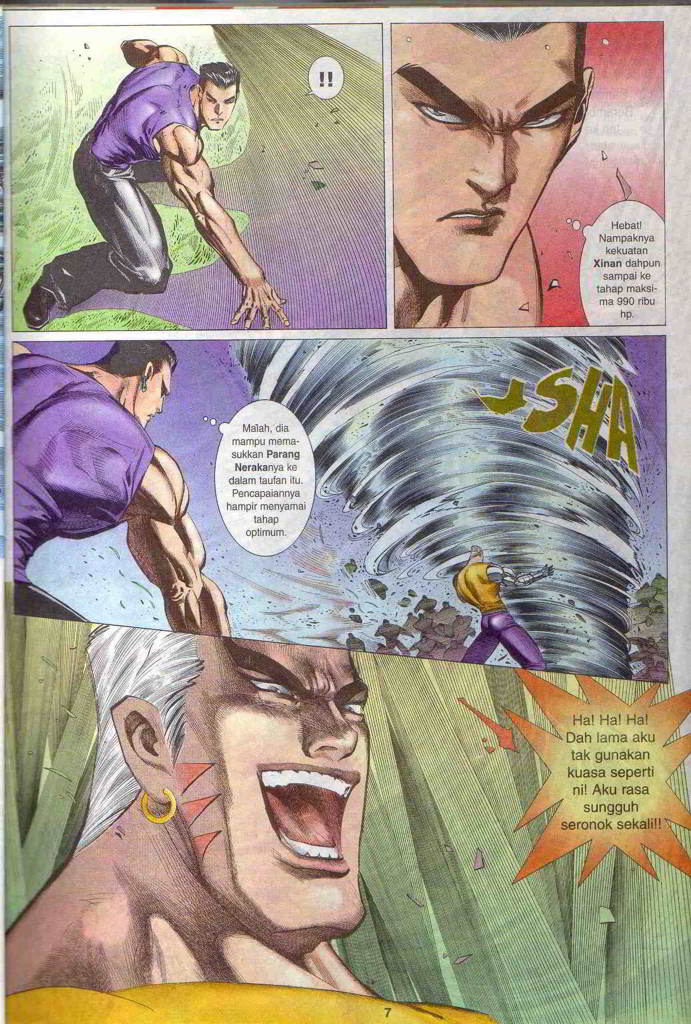 !!
Hebat!
Nampaknya
kekuatan
Xinan dahpun
sampai ke
tahap maksi-
ma 990 ribu
hp.
SHA
Malah, dia
mampu mema-
sukkan Parang
Nerakanya ke
dalam taufan itu.
Pencapaiannya
hampir menyamai
tahap
optimum.
Ha! Ha! Ha!
Dah lama aku
tak gunakan
kuasa seperti
ni! Aku rasa
sungguh
seronok sekali!!
7